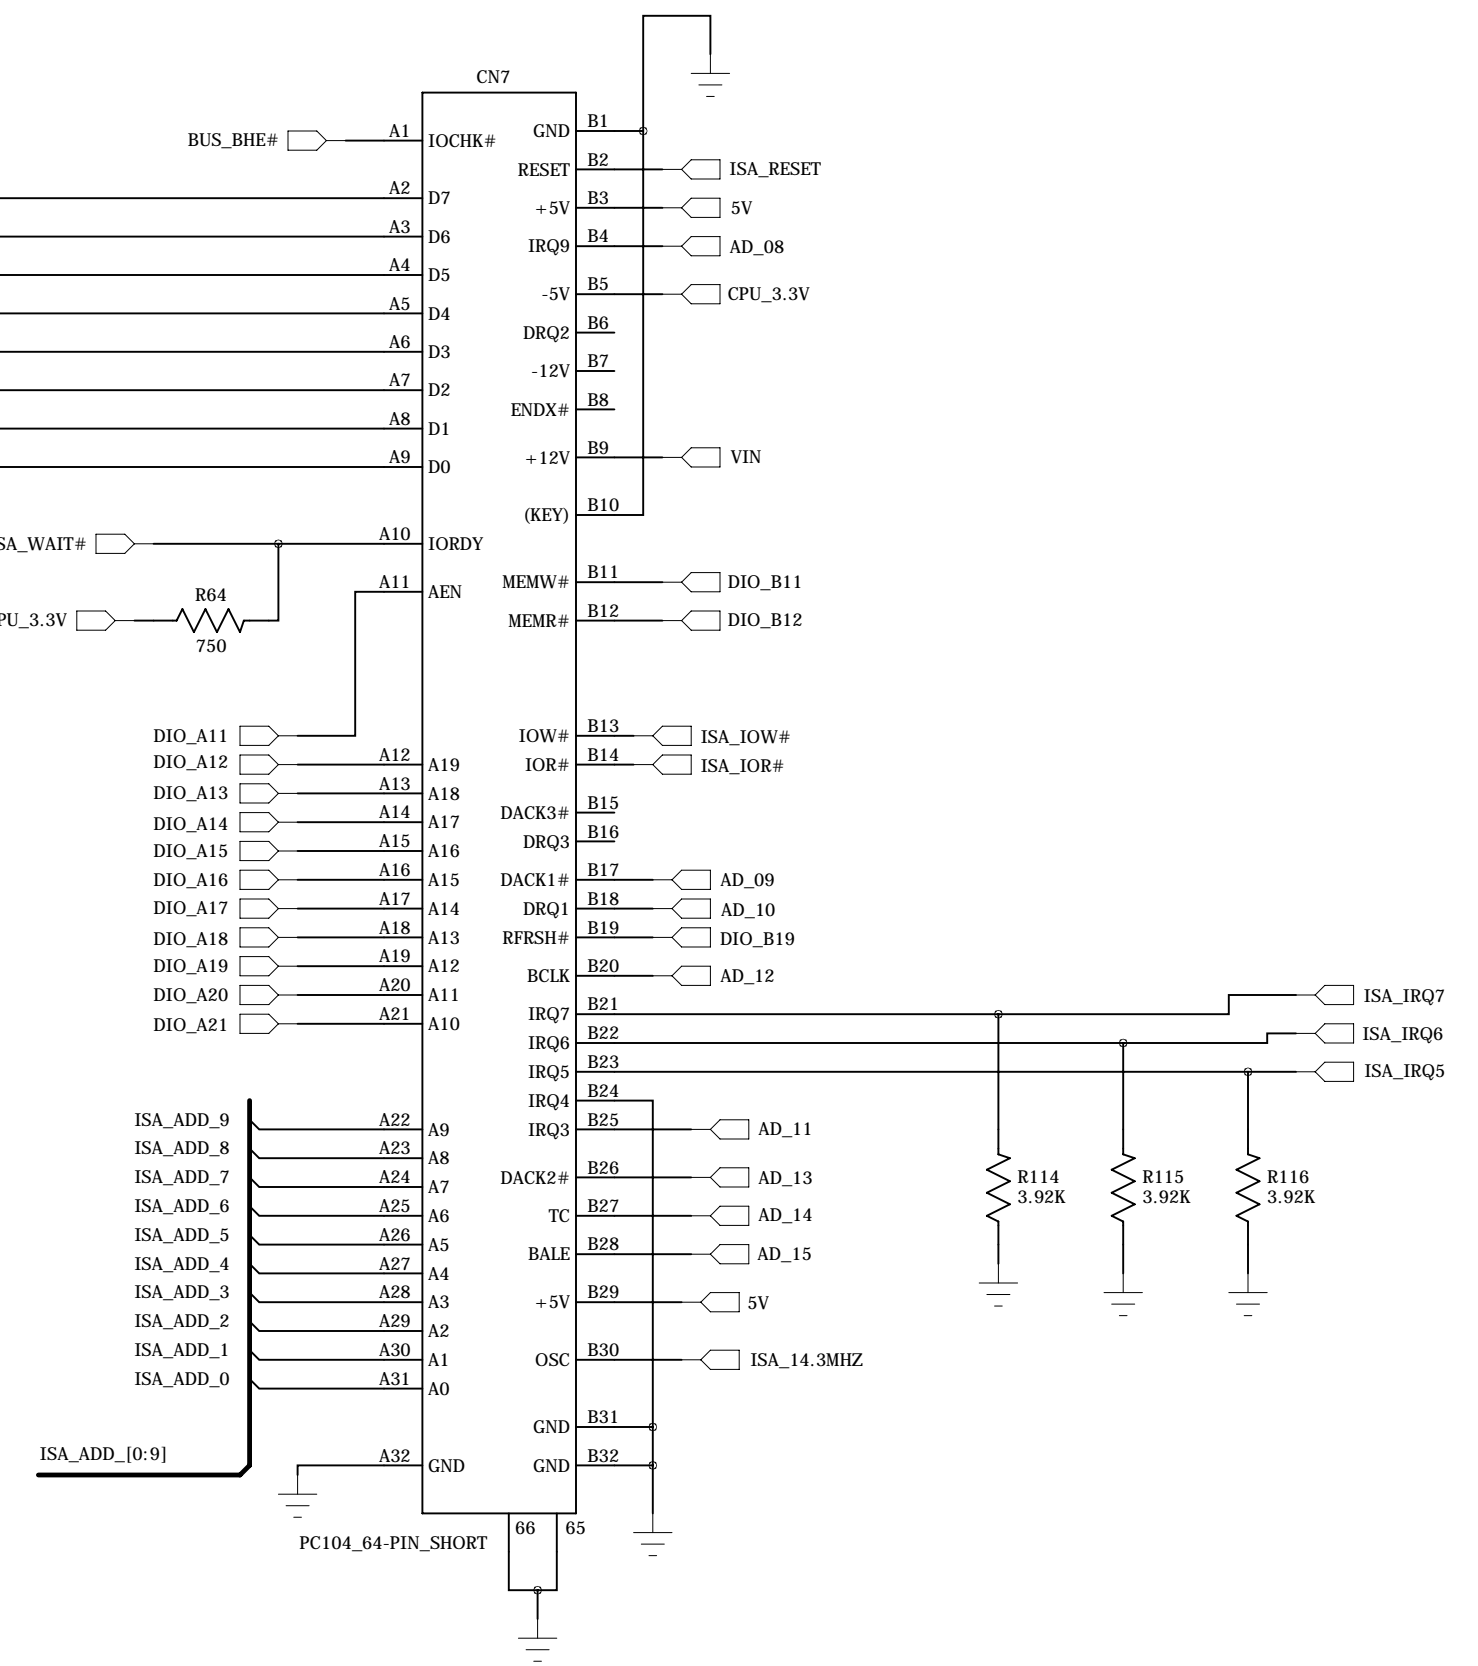 CN7
BUS_BHE# A1 IOCHK# GND B1
RESET B2 ISA_RESET
A2 D7 +5V B3 5V
A3 D6 IRQ9 B4 AD_08
A4 D5 -5V B5 CPU_3.3V
A5 D4 DRQ2 B6
A6 D3 -12V B7
A7 D2 ENDX# B8
A8 D1
A9 D0 +12V B9 VIN
(KEY) B10
SA_WAIT# A10 IORDY
A11 AEN MEMW# B11 DIO_B11
PU_3.3V R64 MEMR# B12 DIO_B12
750
DIO_A11 IOW# B13 ISA_IOW#
DIO_A12 A12 A19 IOR# B14 ISA_IOR#
DIO_A13 A13 A18 DACK3# B15
DIO_A14 A14 A17
DIO_A15 A15 A16 DRQ3 B16
DIO_A16 A16 A15 DACK1# B17 AD_09
DIO_A17 A17 A14 DRQ1 B18 AD_10
DIO_A18 A18 A13 RFRSH# B19 DIO_B19
DIO_A19 A19 A12 BCLK B20 AD_12
DIO_A20 A20 A11
DIO_A21 A21 A10
IRQ7 B21 ISA_IRQ7
IRQ6 B22 ISA_IRQ6
IRQ5 B23 ISA_IRQ5
IRQ4 B24
ISA_ADD_9 A22 A9 IRQ3 B25 AD_11
ISA_ADD_8 A23 A8
ISA_ADD_7 A24 A7 DACK2# B26 AD_13 R114 R115 R116
3.92K 3.92K 3.92K
ISA_ADD_6 A25 A6 TC B27 AD_14
ISA_ADD_5 A26 A5 BALE B28 AD_15
ISA_ADD_4 A27 A4
ISA_ADD_3 A28 A3 +5V B29 5V
ISA_ADD_2 A29 A2
ISA_ADD_1 A30 A1 OSC B30 ISA_14.3MHZ
ISA_ADD_0 A31 A0
GND B31
ISA_ADD_[0:9] A32 GND GND B32
66 65
PC104_64-PIN_SHORT